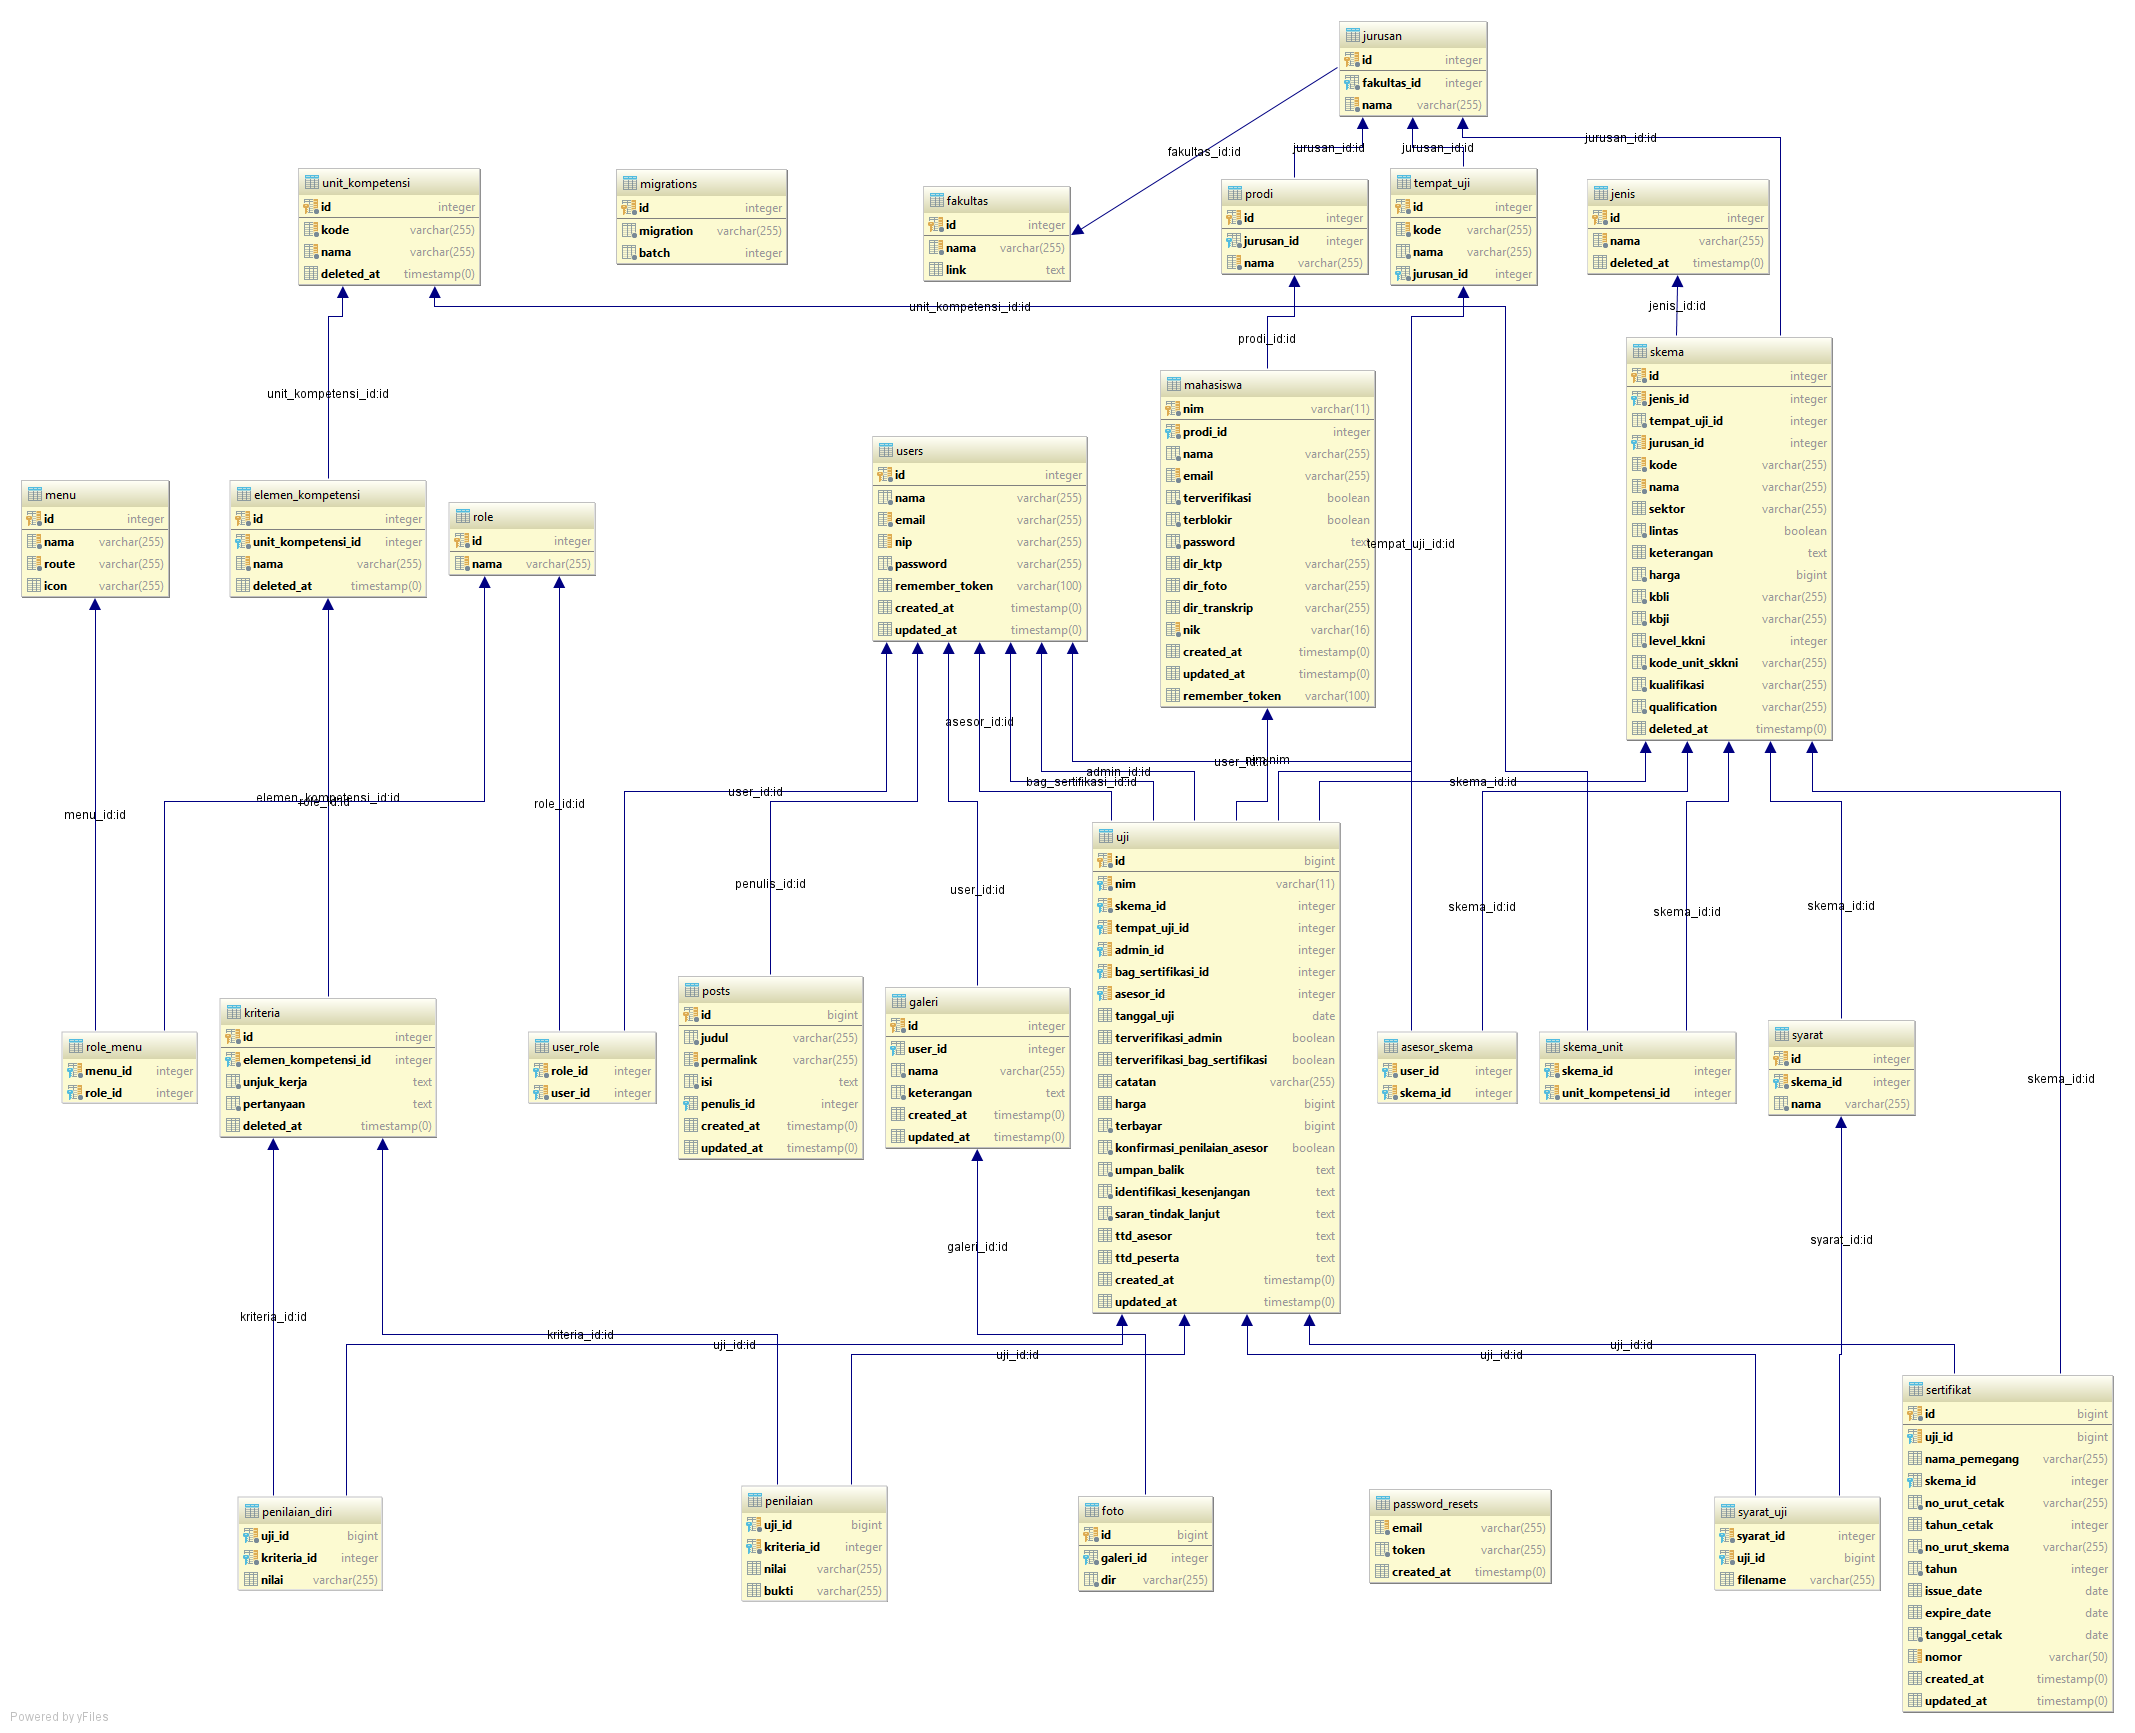 jurusan
id integer
fakultas_id integer
nama varchar(255)
fakultas_id:id
jurusan_id:id
jurusan_id:id
jurusan_id:id
unit_kompetensi
id integer
kode varchar(255)
nama varchar(255)
deleted_at timestamp(0)
migrations
id integer
migration varchar(255)
batch integer
fakultas
id integer
nama varchar(255)
link text
prodi
id integer
jurusan_id integer
nama varchar(255)
tempat_uji
id integer
kode varchar(255)
nama varchar(255)
jurusan_id integer
jenis
id integer
nama varchar(255)
deleted_at timestamp(0)
unit_kompetensi_id:id
jenis_id:id
prodi_id:id
unit_kompetensi_id:id
skema
id integer
jenis_id integer
tempat_uji_id integer
jurusan_id integer
kode varchar(255)
nama varchar(255)
sektor varchar(255)
lintas boolean
keterangan text
harga bigint
kbli varchar(255)
kbji varchar(255)
level_kkni integer
kode_unit_skkni varchar(255)
kualifikasi varchar(255)
qualification varchar(255)
deleted_at timestamp(0)
mahasiswa
nim varchar(11)
prodi_id integer
nama varchar(255)
email varchar(255)
terverifikasi boolean
terblokir boolean
password text
dir_ktp varchar(255)
dir_foto varchar(255)
dir_transkrip varchar(255)
nik varchar(16)
created_at timestamp(0)
updated_at timestamp(0)
remember_token varchar(100)
tempat_uji_id:id
users
id integer
nama varchar(255)
email varchar(255)
nip varchar(255)
password varchar(255)
remember_token varchar(100)
created_at timestamp(0)
updated_at timestamp(0)
menu
id integer
nama varchar(255)
route varchar(255)
icon varchar(255)
elemen_kompetensi
id integer
unit_kompetensi_id integer
nama varchar(255)
deleted_at timestamp(0)
role
id integer
nama varchar(255)
asesor_id:id
user_id:id
nim:nim
admin_id:id
bag_sertifikasi_id:id
skema_id:id
user_id:id
elemen_kompetensi_id:id
role_id:id
role_id:id
menu_id:id
penulis_id:id
user_id:id
skema_id:id
skema_id:id
skema_id:id
skema_id:id
uji
id bigint
nim varchar(11)
skema_id integer
tempat_uji_id integer
admin_id integer
bag_sertifikasi_id integer
asesor_id integer
tanggal_uji date
terverifikasi_admin boolean
terverifikasi_bag_sertifikasi boolean
catatan varchar(255)
harga bigint
terbayar bigint
konfirmasi_penilaian_asesor boolean
umpan_balik text
identifikasi_kesenjangan text
saran_tindak_lanjut text
ttd_asesor text
ttd_peserta text
created_at timestamp(0)
updated_at timestamp(0)
role_menu
menu_id integer
role_id integer
kriteria
id integer
elemen_kompetensi_id integer
unjuk_kerja text
pertanyaan text
deleted_at timestamp(0)
user_role
role_id integer
user_id integer
posts
id bigint
judul varchar(255)
permalink varchar(255)
isi text
penulis_id integer
created_at timestamp(0)
updated_at timestamp(0)
galeri
id integer
user_id integer
nama varchar(255)
keterangan text
created_at timestamp(0)
updated_at timestamp(0)
asesor_skema
user_id integer
skema_id integer
skema_unit
skema_id integer
unit_kompetensi_id integer
syarat
id integer
skema_id integer
nama varchar(255)
galeri_id:id
syarat_id:id
kriteria_id:id
kriteria_id:id
uji_id:id
uji_id:id
uji_id:id
uji_id:id
penilaian_diri
uji_id bigint
kriteria_id integer
nilai varchar(255)
penilaian
uji_id bigint
kriteria_id integer
nilai varchar(255)
bukti varchar(255)
foto
id bigint
galeri_id integer
dir varchar(255)
password_resets
email varchar(255)
token varchar(255)
created_at timestamp(0)
syarat_uji
syarat_id integer
uji_id bigint
filename varchar(255)
sertifikat
id bigint
uji_id bigint
nama_pemegang varchar(255)
skema_id integer
no_urut_cetak varchar(255)
tahun_cetak integer
no_urut_skema varchar(255)
tahun integer
issue_date date
expire_date date
tanggal_cetak date
nomor varchar(50)
created_at timestamp(0)
updated_at timestamp(0)
Powered by yFiles